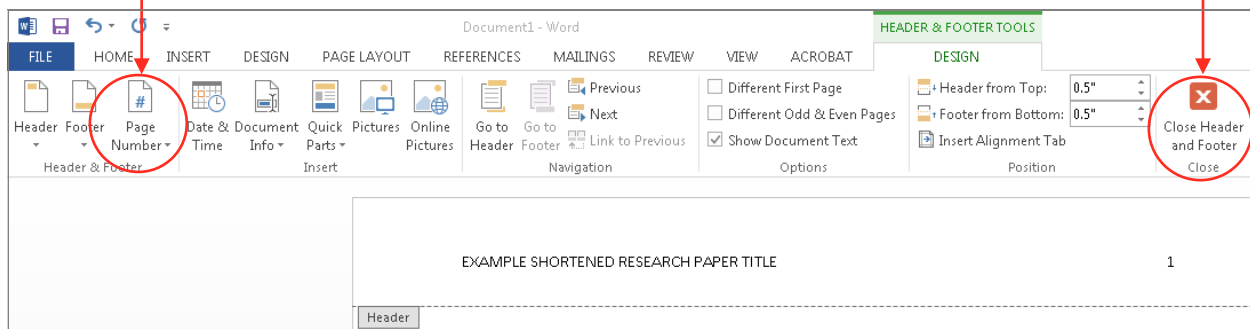 Document1 - Word
HEADER & FOOTER TOOLS
FILE HOME INSERT DESIGN PAGE LAYOUT REFERENCES MAILINGS REVIEW VIEW ACROBAT DESIGN
Header Footer Page Number
Header & Footer
Date & Time Document Info Quick Parts Pictures Online Pictures
Insert
Go to Header Go to Footer
Previous
Next
Link to Previous
Navigation
Different First Page
Different Odd & Even Pages
Show Document Text
Options
Header from Top: 0.5"
Footer from Bottom: 0.5"
Insert Alignment Tab
Position
Close Header and Footer
Close
EXAMPLE SHORTENED RESEARCH PAPER TITLE 1
Header